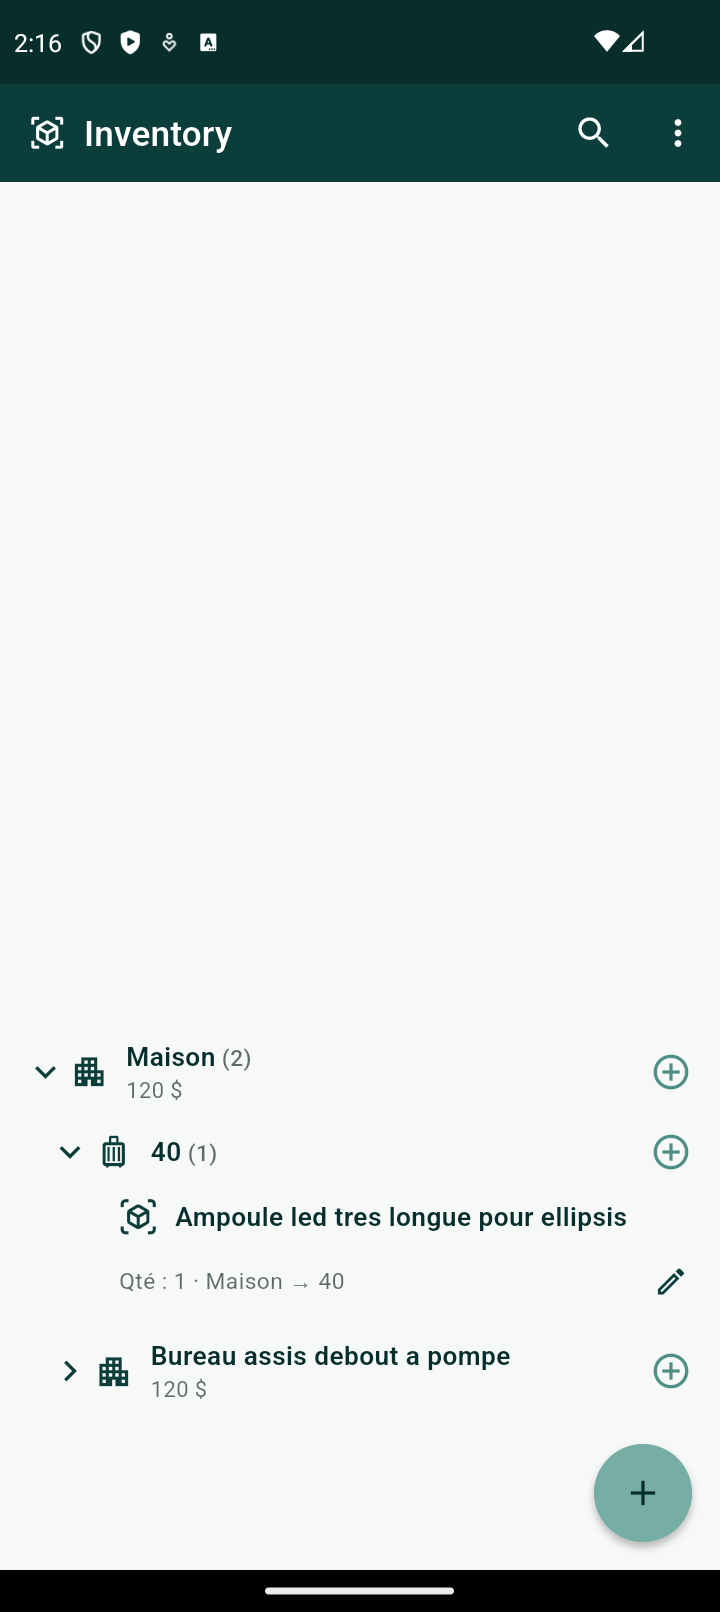 2:16
Inventory
Maison (2)
120 $
40 (1)
Ampoule led tres longue pour ellipsis
Qté : 1 · Maison → 40
Bureau assis debout a pompe
120 $